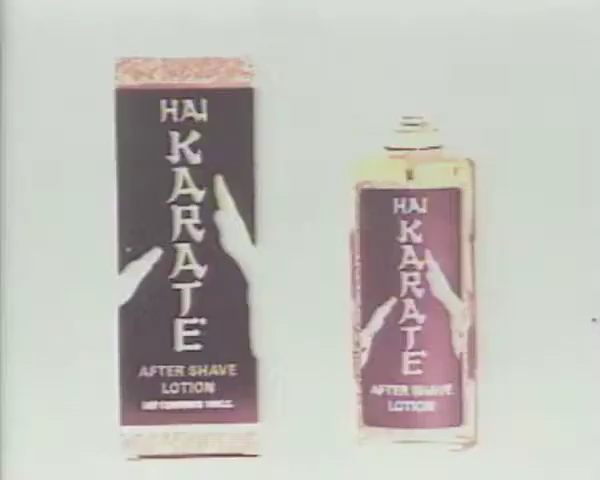 HAI
KARATE
AFTER SHAVE
LOTION
HAI
KARATE
AFTER SHAVE
LOTION